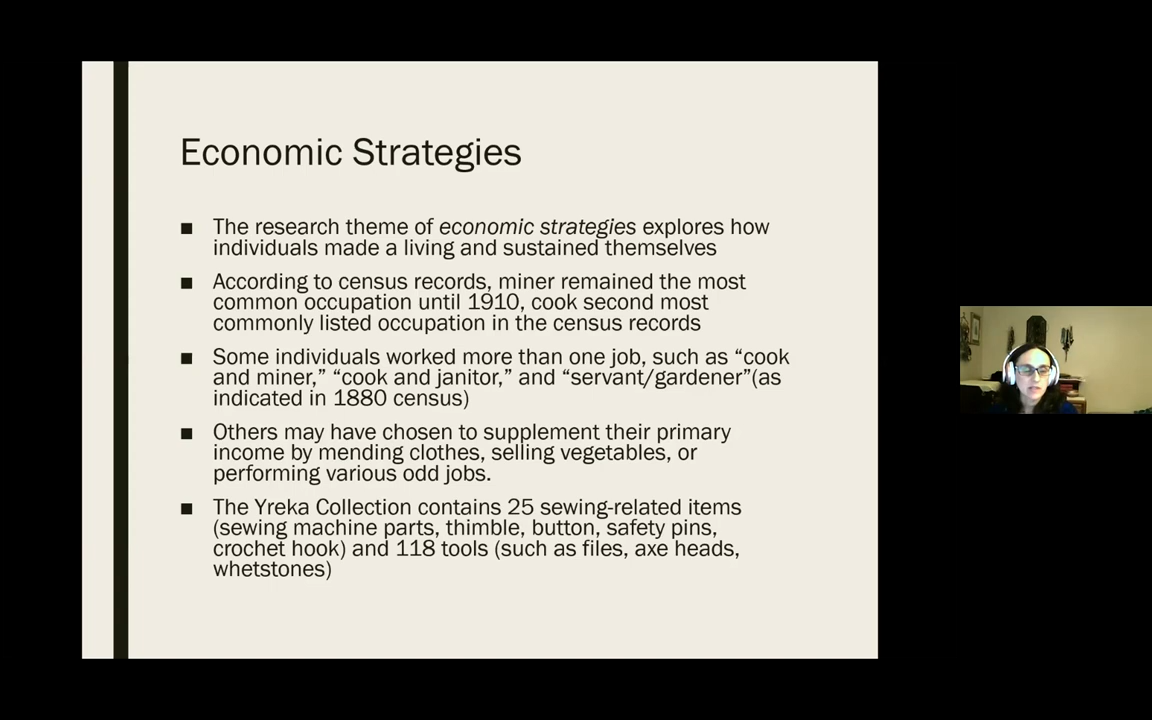 Economic Strategies
■ The research theme of economic strategies explores how
individuals made a living and sustained themselves
■ According to census records, miner remained the most
common occupation until 1910, cook second most
commonly listed occupation in the census records
■ Some individuals worked more than one job, such as “cook
and miner,” “cook and janitor,” and “servant/gardener”(as
indicated in 1880 census)
■ Others may have chosen to supplement their primary
income by mending clothes, selling vegetables, or
performing various odd jobs.
■ The Yreka Collection contains 25 sewing-related items
(sewing machine parts, thimble, button, safety pins,
crochet hook) and 118 tools (such as files, axe heads,
whetstones)